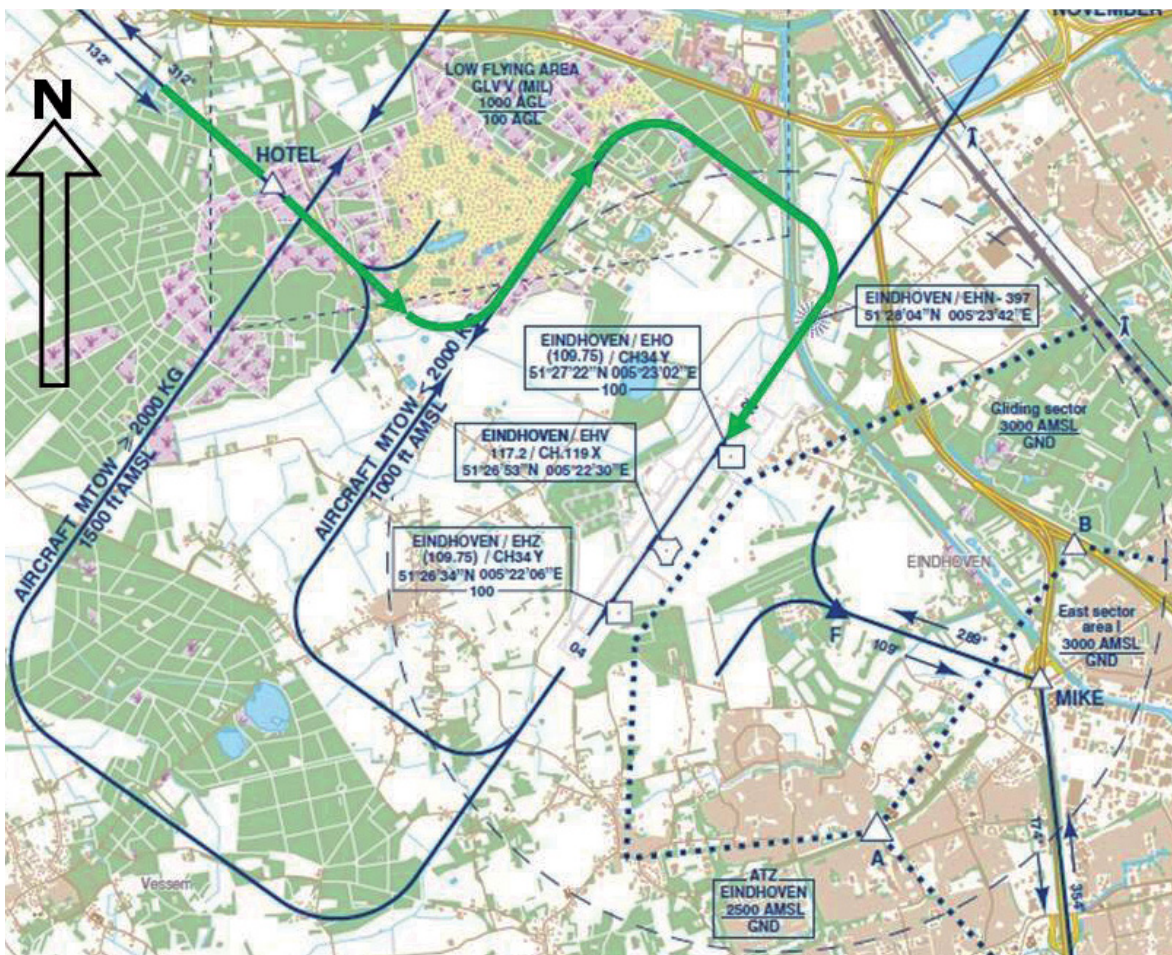 NOVEMBER
132°
312°
N
LOW FLYING AREA
GLV V (MIL)
1000 AGL
100 AGL
HOTEL
EINDHOVEN / EHN - 397
51°28'04"N 005°23'42"E
EINDHOVEN / EHO
(109.75) / CH34 Y
51°27'22"N 005°23'02"E
100
AIRCRAFT MTOW ≥ 2000 KG
1500 ft AMSL
AIRCRAFT MTOW < 2000 KG
1000 ft AMSL
Gliding sector
3000 AMSL
GND
EINDHOVEN / EHV
117.2 / CH.119 X
51°26'53"N 005°22'30"E
EINDHOVEN / EHZ
(109.75) / CH34 Y
51°26'34"N 005°22'06"E
100
B
EINDHOVEN
East sector
area I
3000 AMSL
GND
F
289°
109°
04
MIKE
A
174°
354°
Vessem
ATZ
EINDHOVEN
2500 AMSL
GND